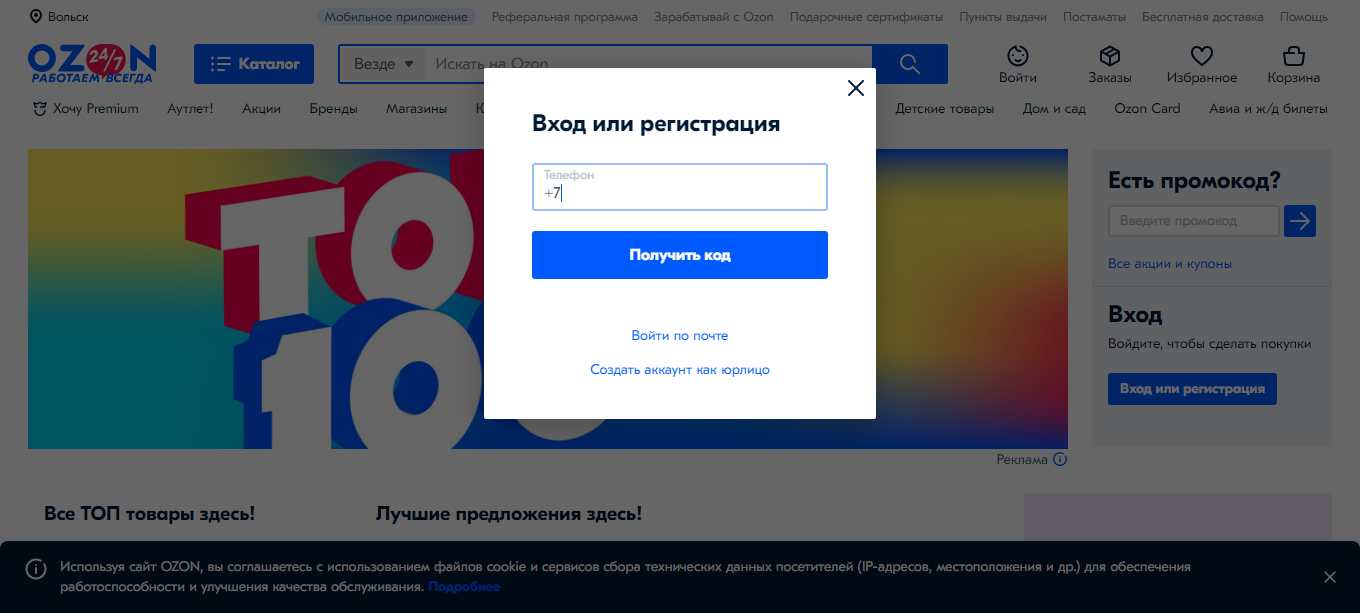 Вольск
Мобильное приложение Реферальная программа Зарабатывай с Ozon Подарочные сертификаты Пункты выдачи Постаматы Бесплатная доставка Помощь
OZON
24/7
РАБОТАЕМ ВСЕГДА
Каталог
Везде Искать на Ozon
Войти Заказы Избранное Корзина
Хочу Premium Аутлет! Акции Бренды Магазины Детские товары Дом и сад Ozon Card Авиа и ж/д билеты
Вход или регистрация
Телефон
+7
Получить код
Войти по почте
Создать аккаунт как юрлицо
Есть промокод?
Введите промокод
Все акции и купоны
Вход
Войдите, чтобы сделать покупки
Вход или регистрация
Реклама
Все ТОП товары здесь! Лучшие предложения здесь!
Используя сайт OZON, вы соглашаетесь с использованием файлов cookie и сервисов сбора технических данных посетителей (IP-адресов, местоположения и др.) для обеспечения
работоспособности и улучшения качества обслуживания. Подробнее